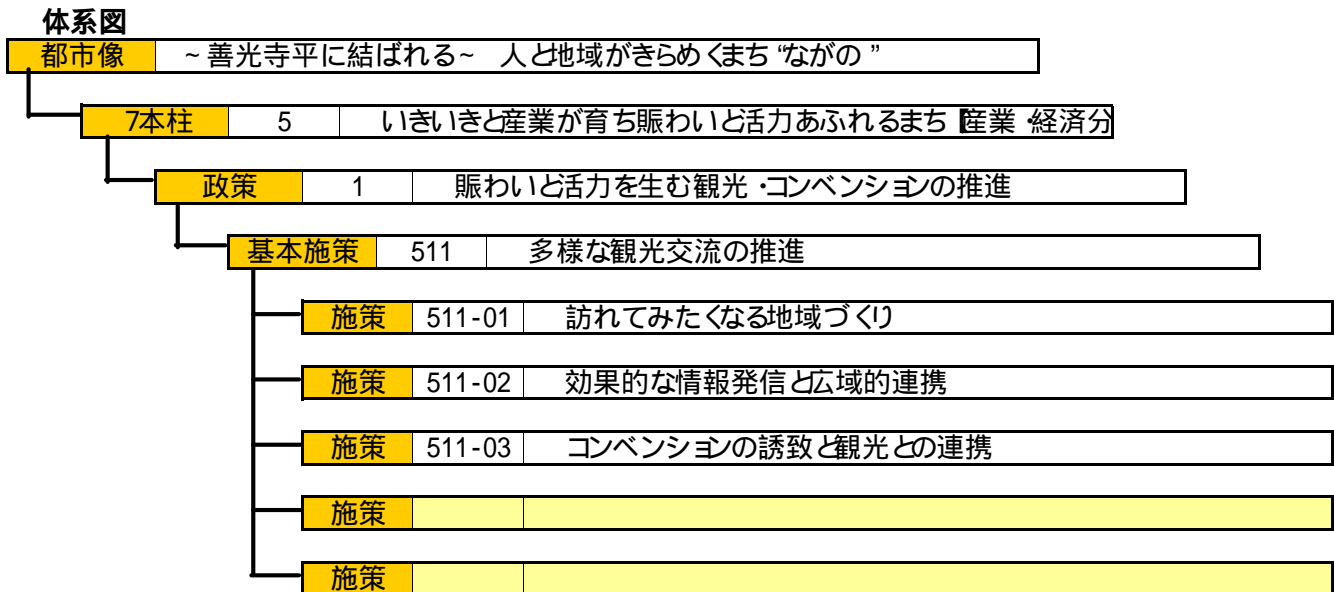 体系図
都市像 ~善光寺平に結ばれる~ 人と地域がきらめくまち “ながの ”
7本柱 5 いきいきと産業が育ち賑わいと活力あふれるまち【産業・経済分
政策 1 賑わいと活力を生む観光・コンベンションの推進
基本施策 511 多様な観光交流の推進
施策 511-01 訪れてみたくなる地域づくり
施策 511-02 効果的な情報発信と広域的連携
施策 511-03 コンベンションの誘致と観光との連携
施策
施策